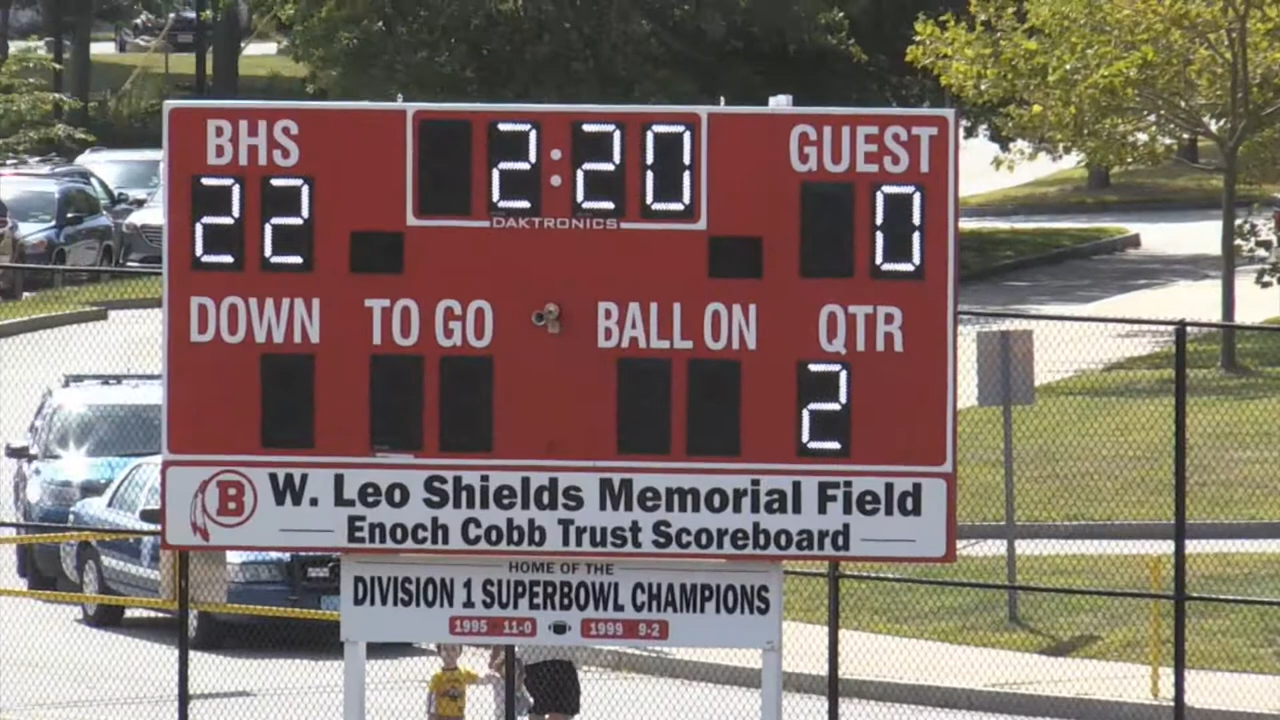 BHS 2:20 GUEST
22 DAKTRONICS 0
DOWN TO GO BALL ON QTR
2
B W. Leo Shields Memorial Field
Enoch Cobb Trust Scoreboard
HOME OF THE
DIVISION 1 SUPERBOWL CHAMPIONS
1995 - 11-0 1999 - 9-2